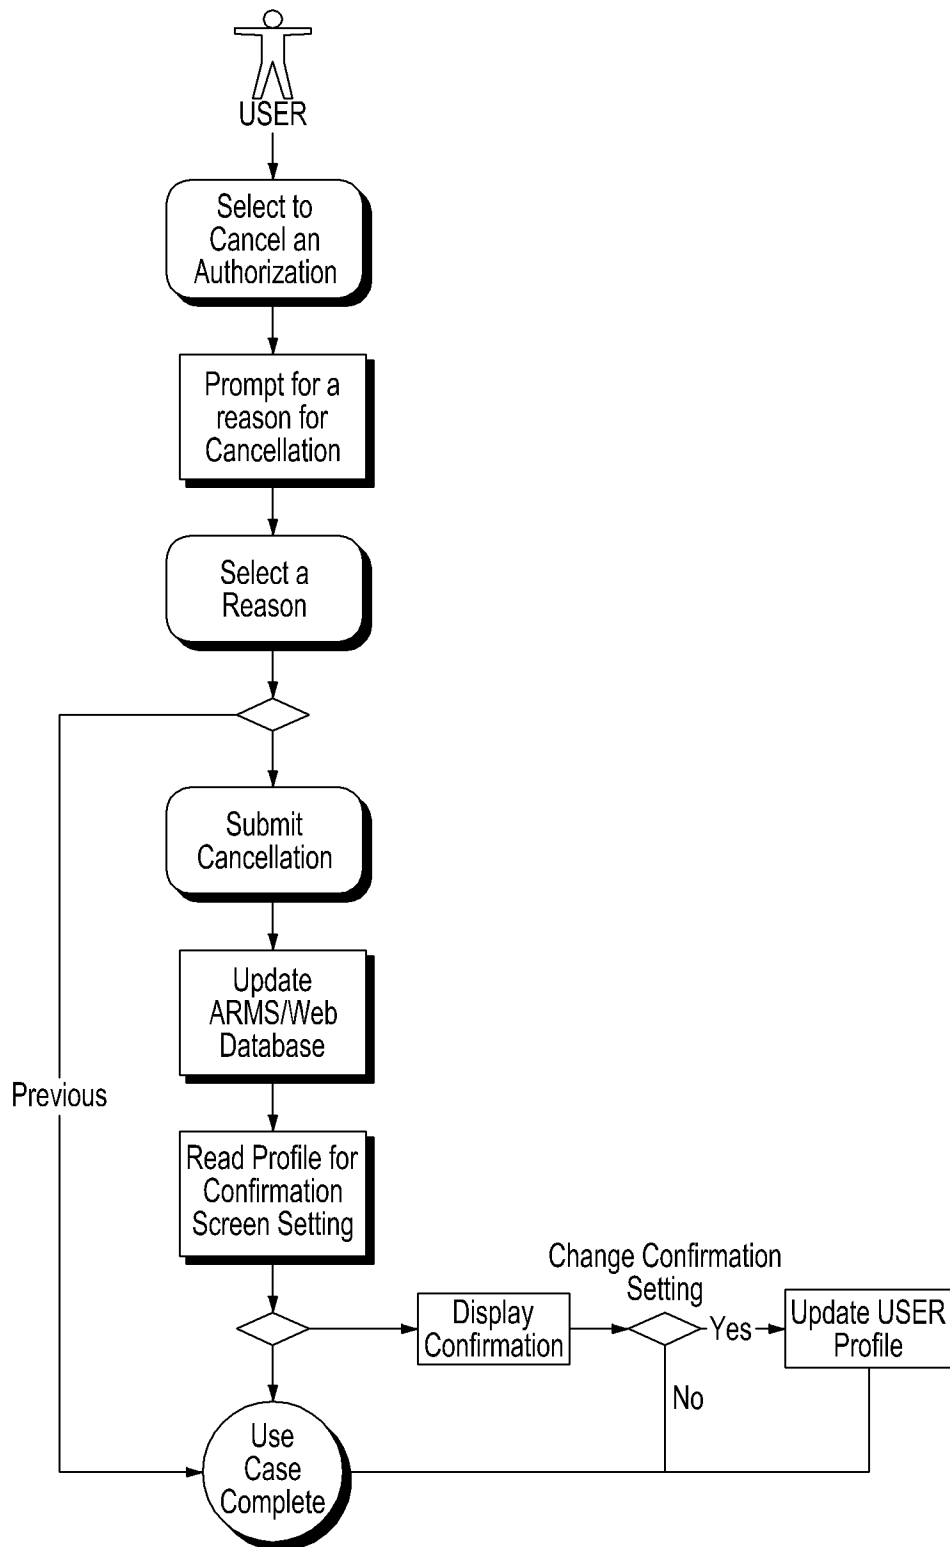 USER
Select to
Cancel an
Authorization
Prompt for a
reason for
Cancellation
Select a
Reason
Submit
Cancellation
Update
ARMS/Web
Database
Previous
Read Profile for
Confirmation
Screen Setting
Change Confirmation
Setting
Display
Confirmation
Yes
Update USER
Profile
No
Use
Case
Complete